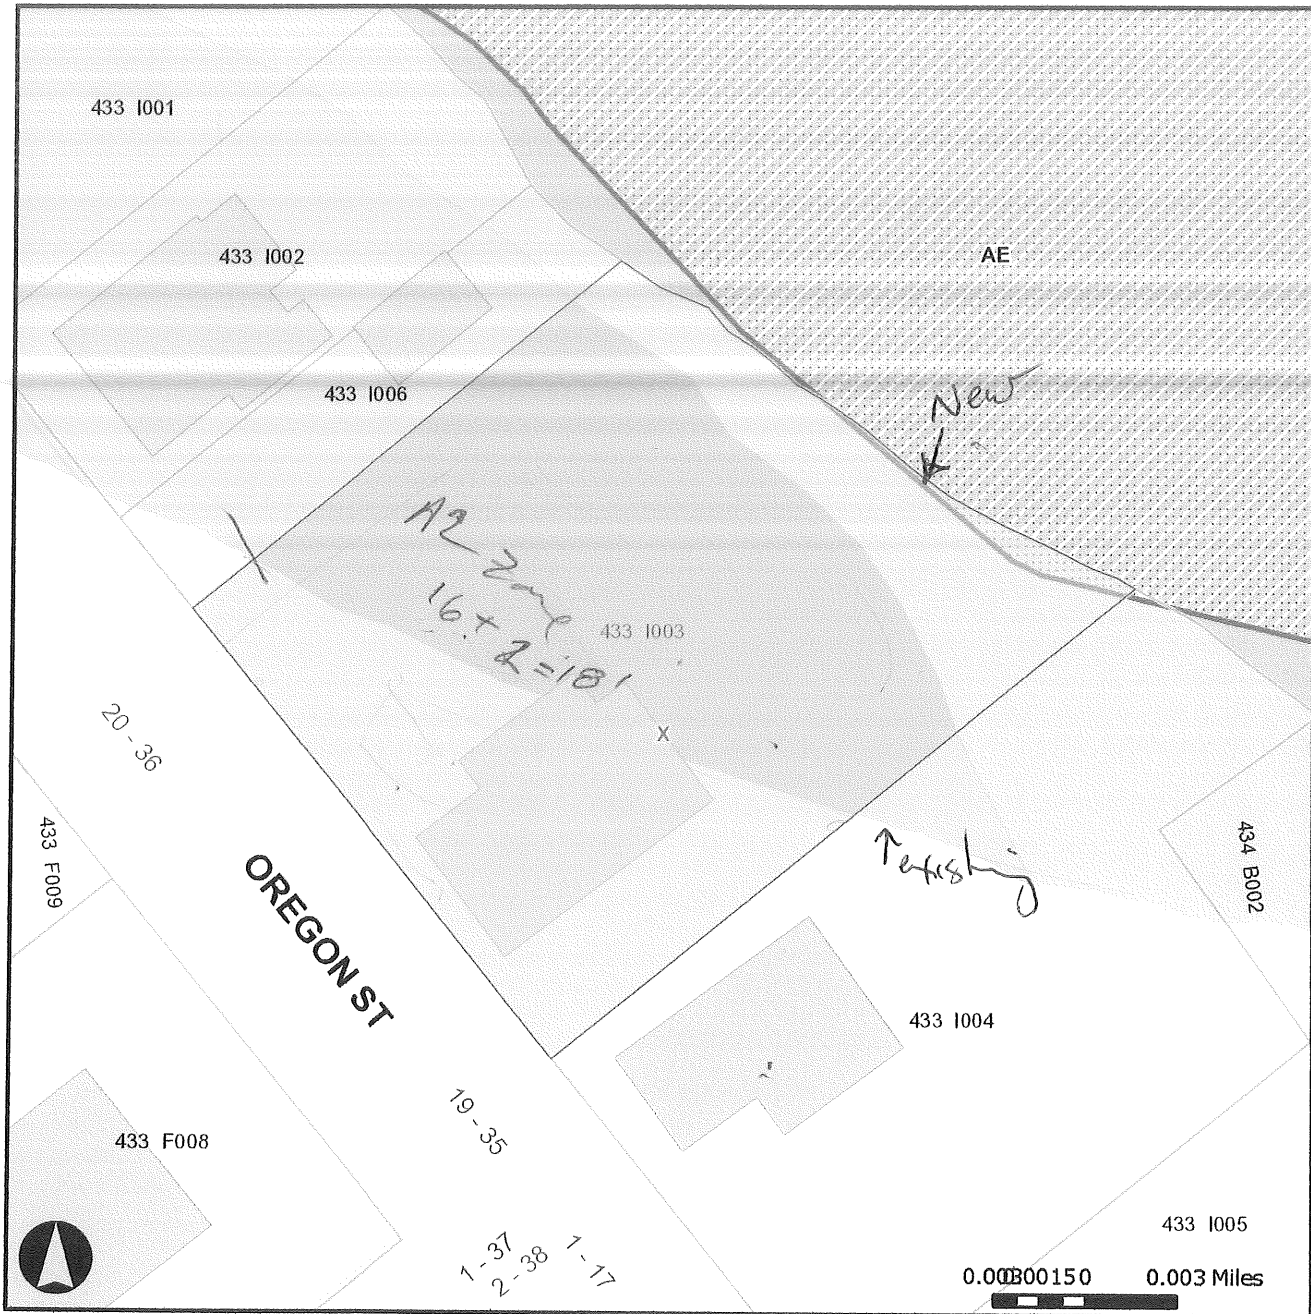 433 I001
433 I002
AE
433 I006
New
A2 Zone
16 + 2 = 18'
433 I003
X
20 - 36
433 F009
OREGON ST
existing
434 B002
433 I004
19 - 35
433 F008
433 I005
1 - 37
2 - 38
1 - 17
0.003 Miles